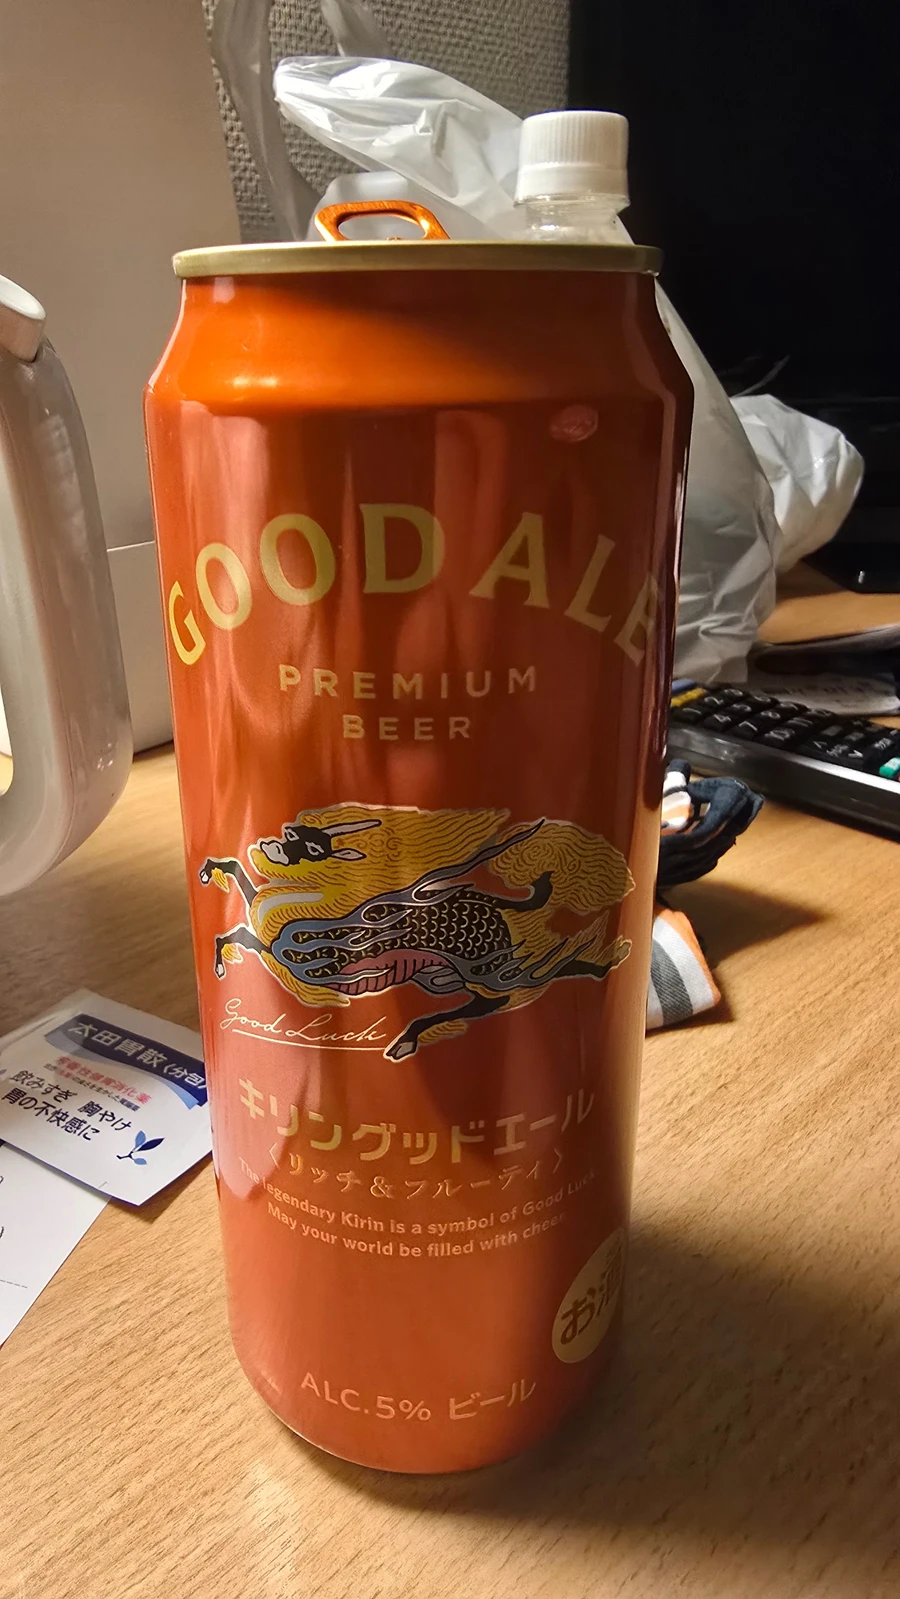 GOOD ALE
PREMIUM
BEER
Good Luck
キリングッドエール
〈リッチ&フルーティ〉
The legendary Kirin is a symbol of Good Luck
May your world be filled with cheer
お酒
ALC.5% ビール
太田胃散〈分包〉
飲みすぎ 胸やけ
胃の不快感に